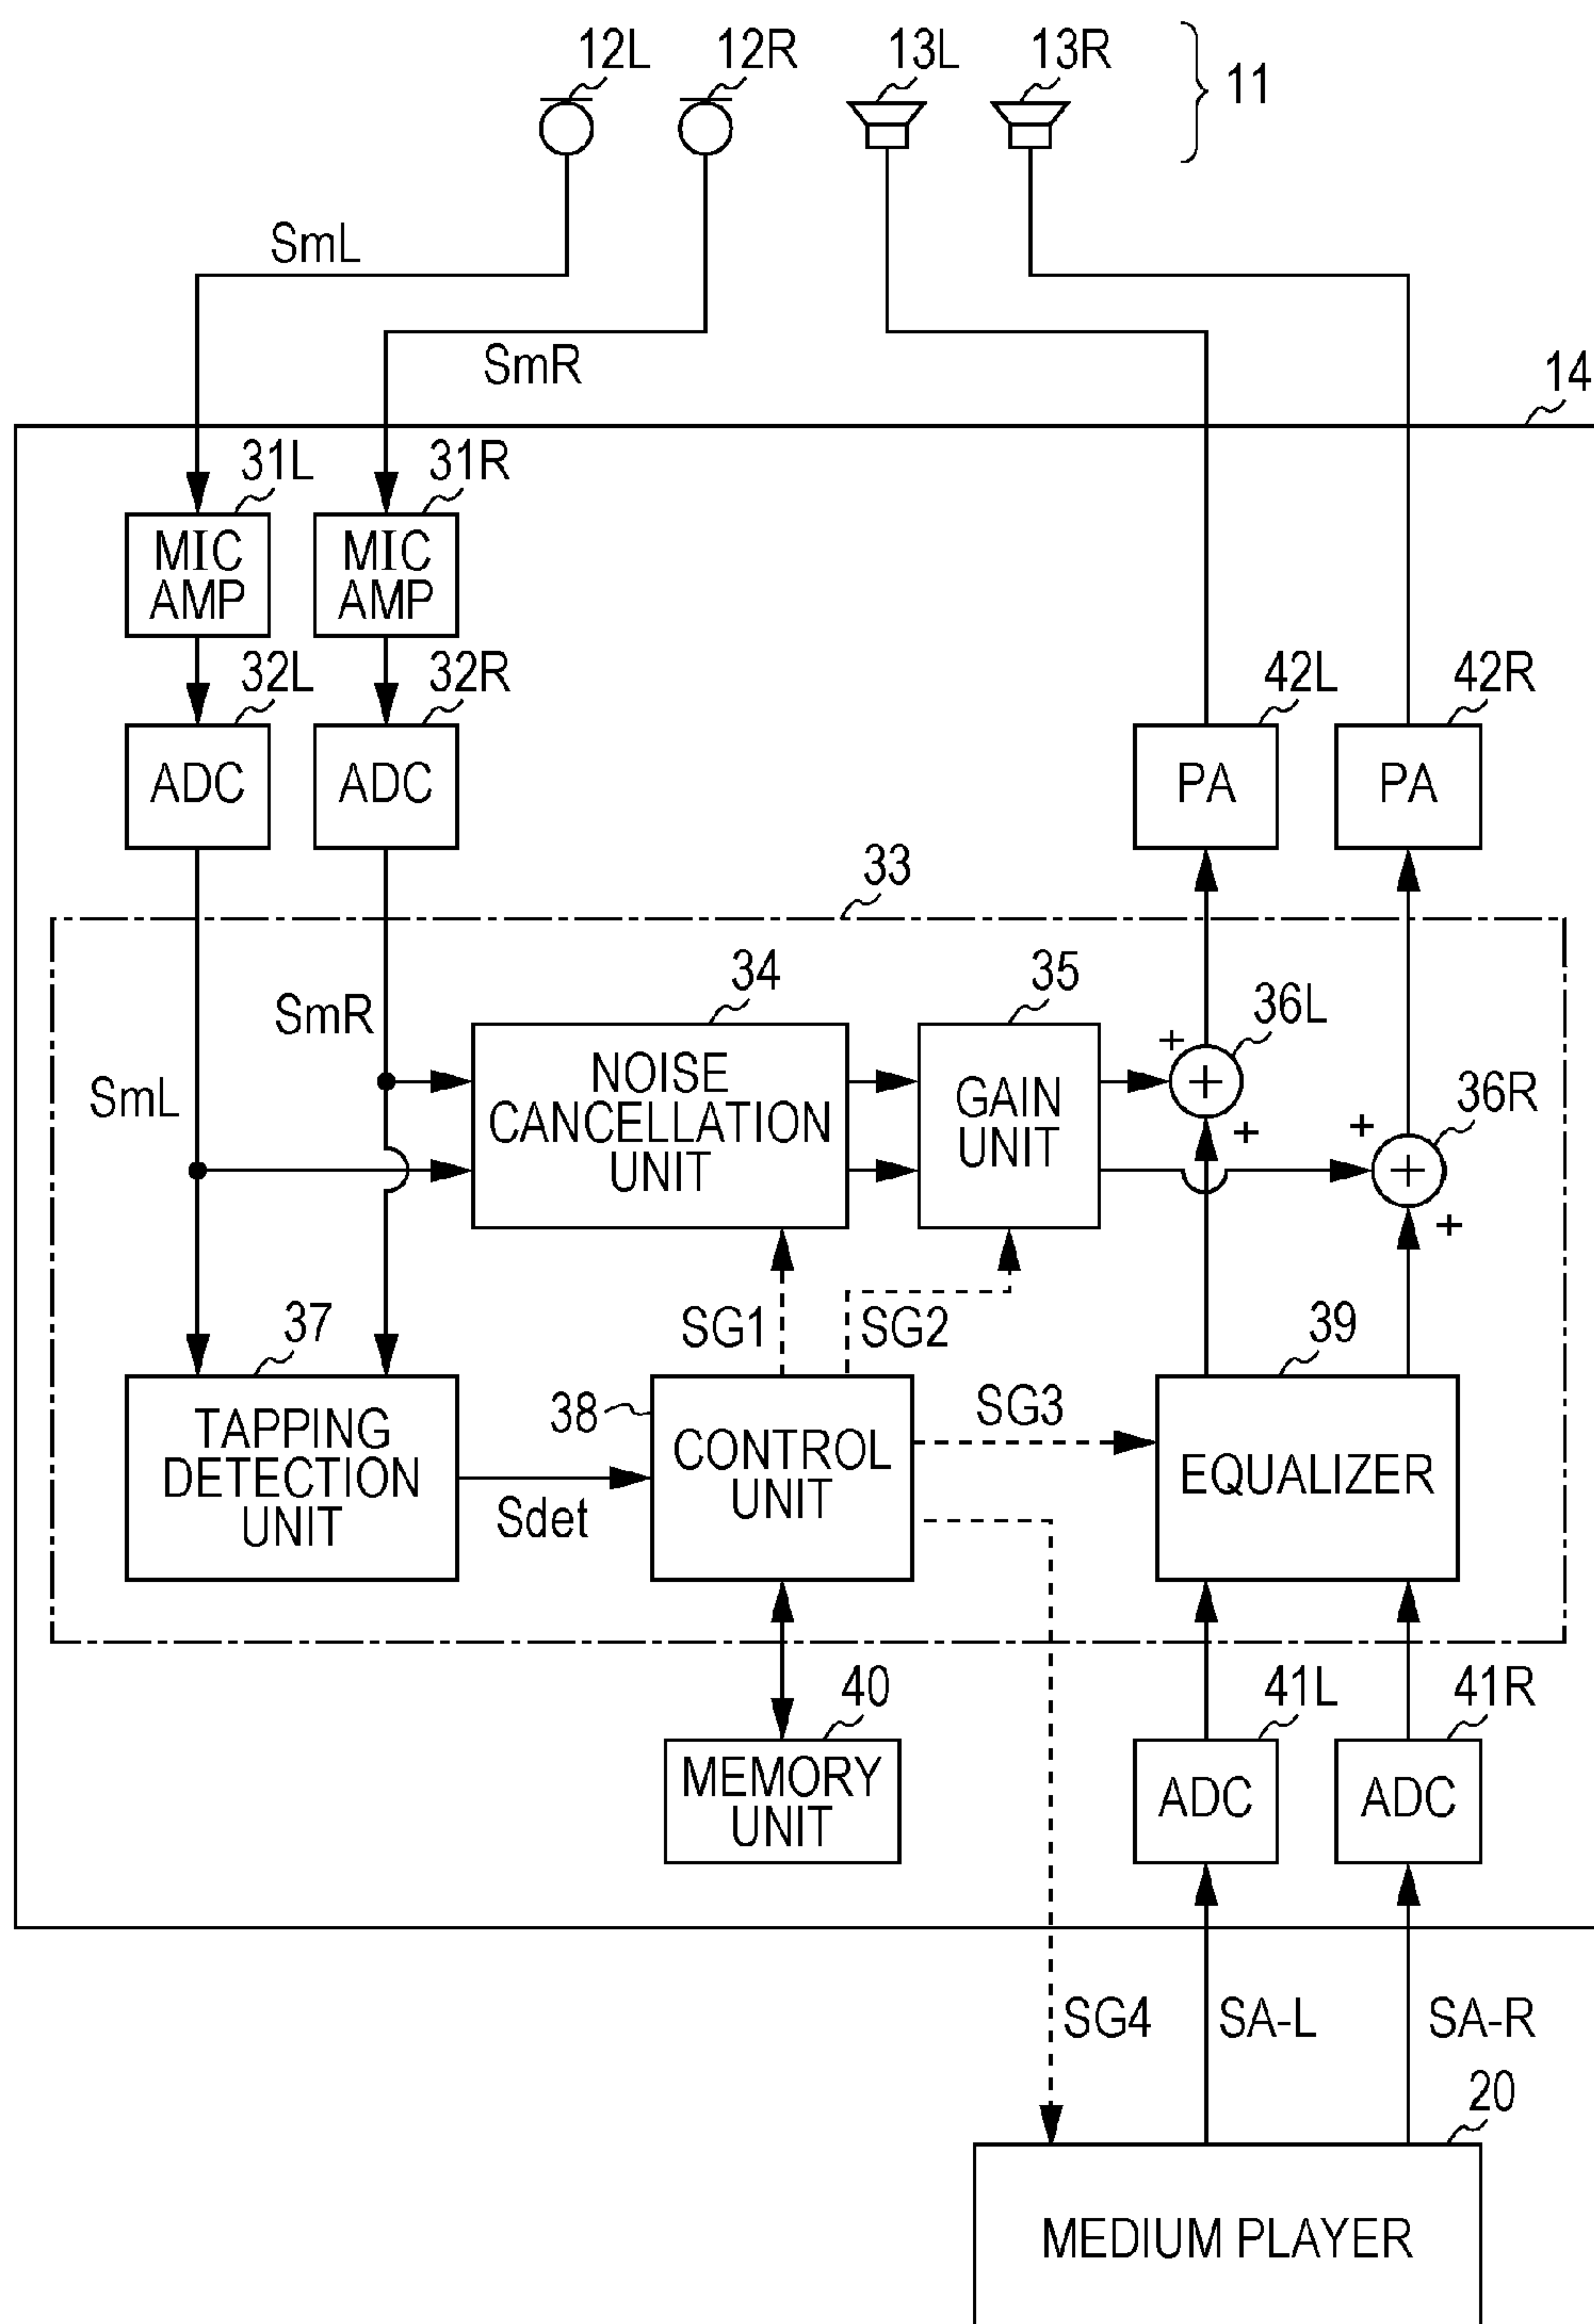 12L 12R 13L 13R 11
SmL
SmR
14
31L 31R
MIC
AMP
MIC
AMP
32L 32R 42L 42R
ADC ADC PA PA
33
34 35
SmR
36L
+
NOISE
CANCELLATION
UNIT
GAIN
UNIT
+
SmL
36R
+
+
+
+
SG1 SG2
37 39
38
SG3
TAPPING
DETECTION
UNIT
CONTROL
UNIT
EQUALIZER
Sdet
40 41L 41R
MEMORY
UNIT
ADC ADC
SG4 SA-L SA-R
20
MEDIUM PLAYER